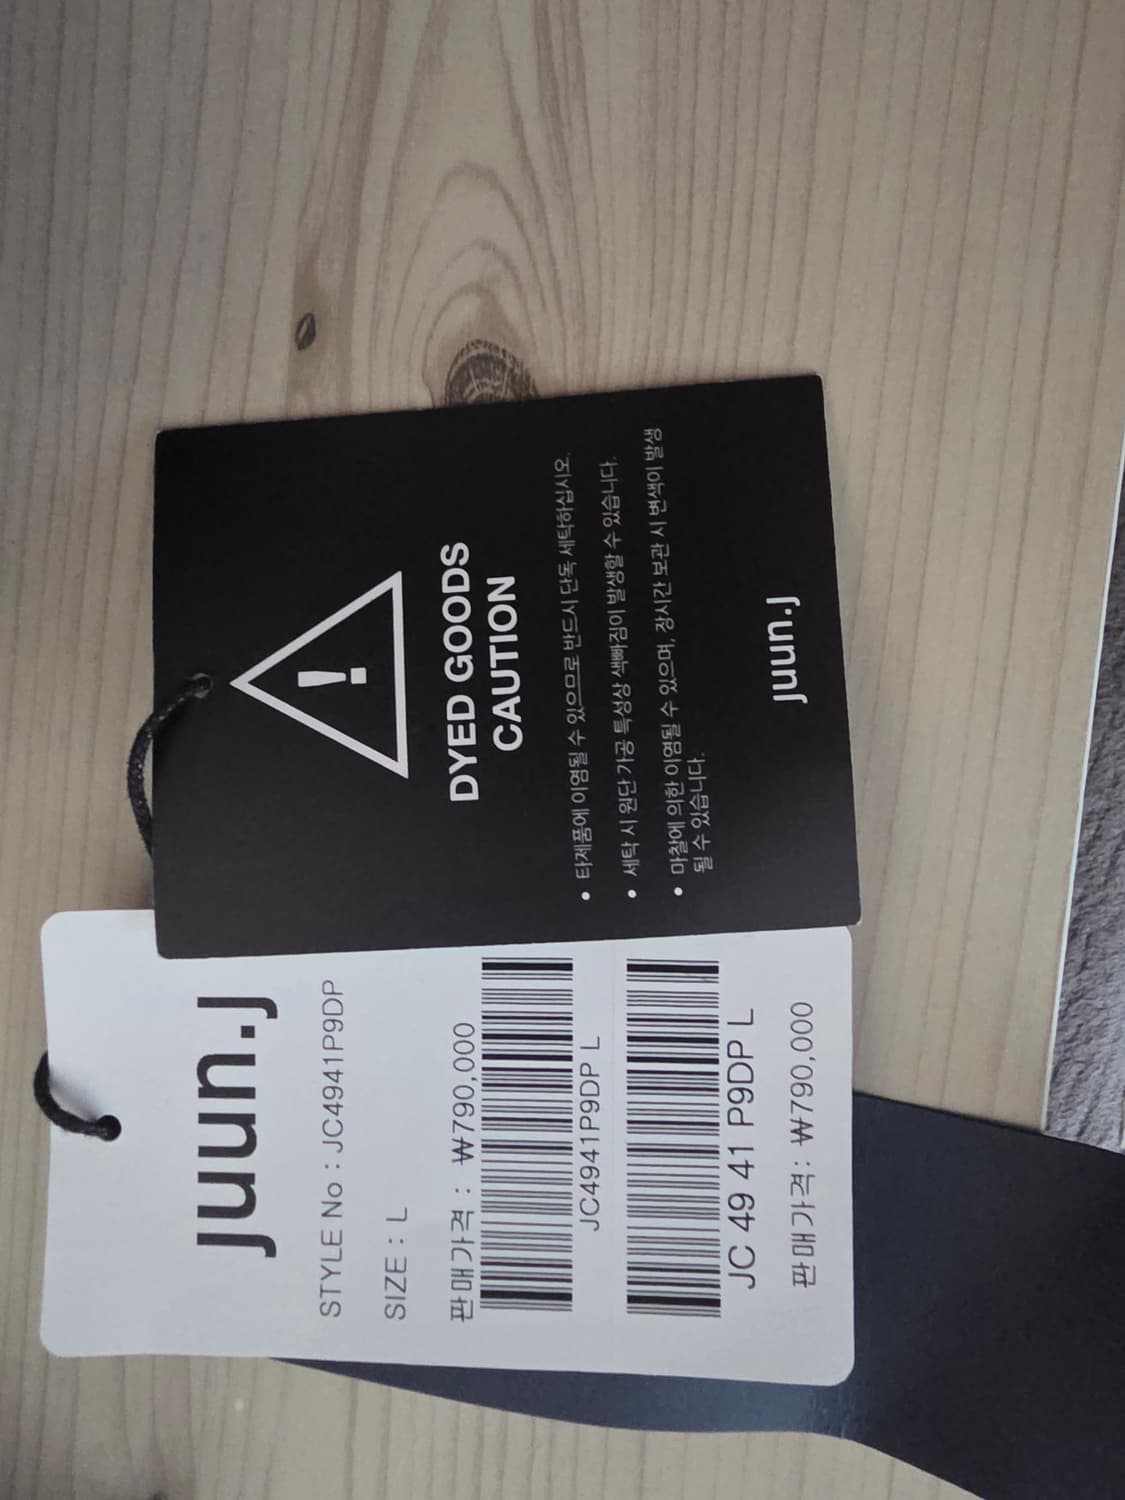 juun.J
STYLE No : JC4941P9DP
SIZE : L
판매가격 : ₩790,000
JC4941P9DP L
JC 49 41 P9DP L
판매가격 : ₩790,000
DYED GOODS
CAUTION
• 타제품에 이염될 수 있으므로 반드시 단독 세탁하십시오.
• 세탁 시 원단 가공 특성상 색빠짐이 발생할 수 있습니다.
• 마찰에 의한 이염될 수 있으며, 장시간 보관 시 변색이 발생
될 수 있습니다.
juun.J